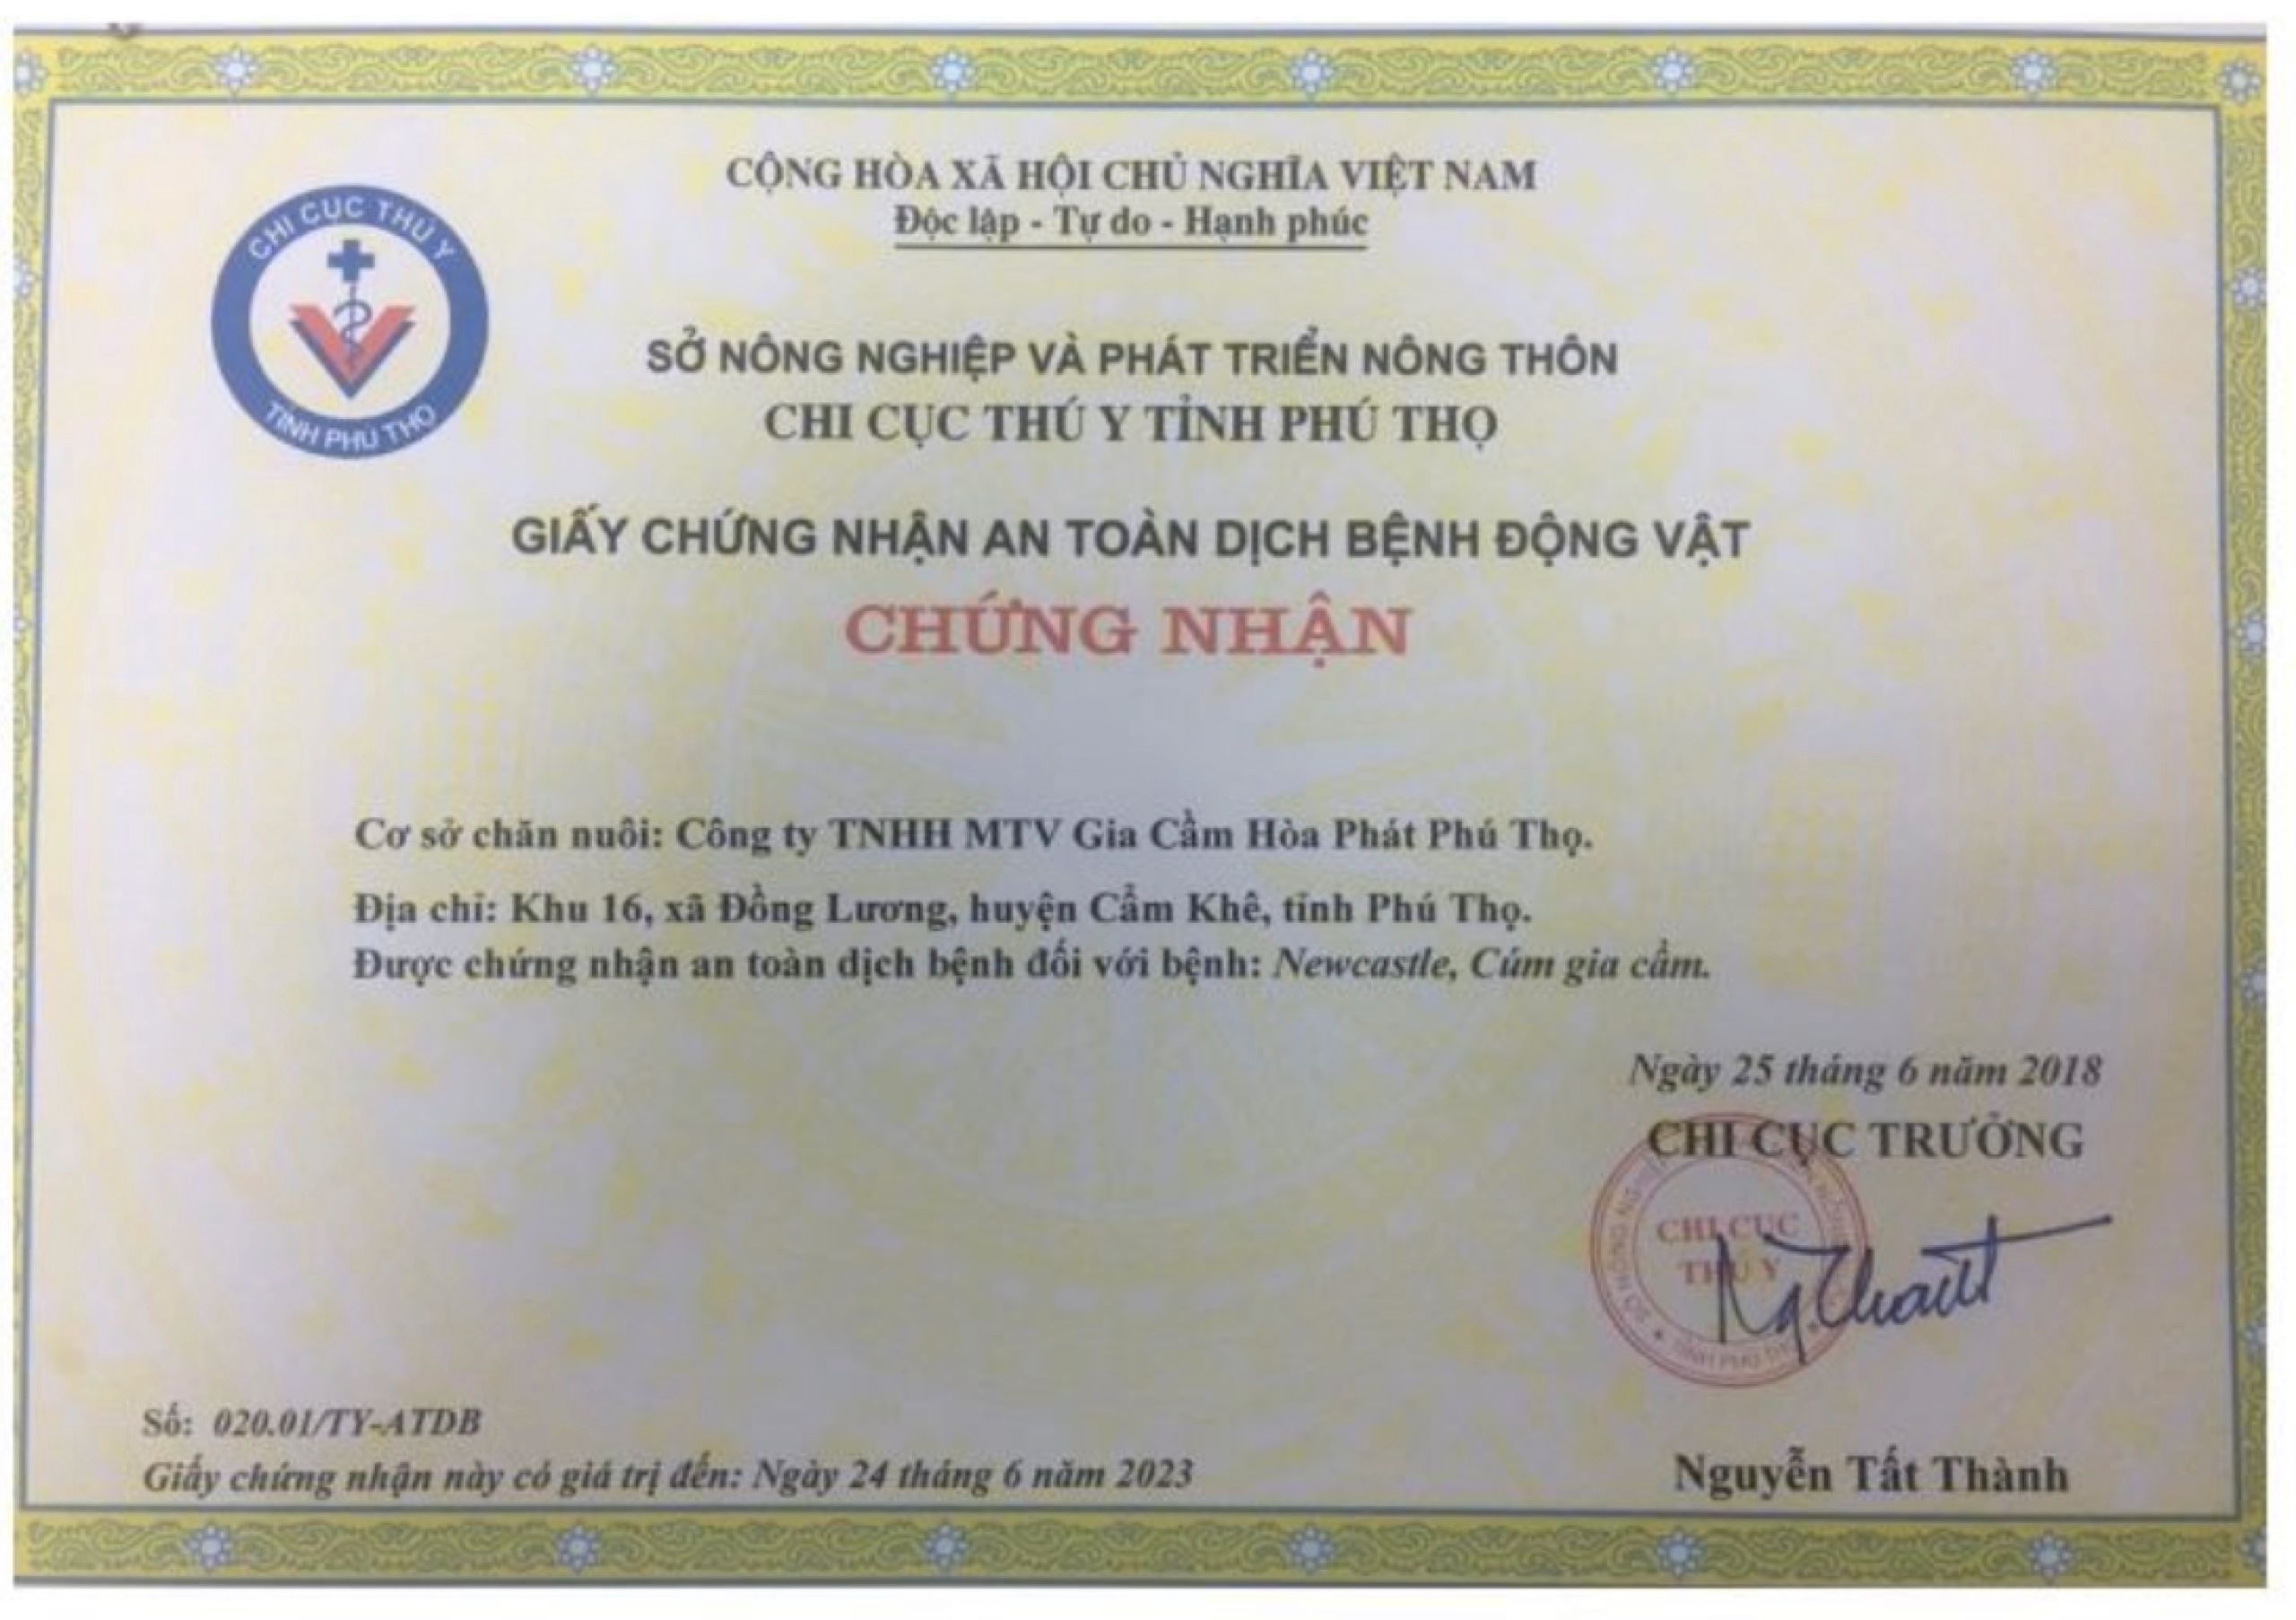 CỘNG HÒA XÃ HỘI CHỦ NGHĨA VIỆT NAM
Độc lập - Tự do - Hạnh phúc
CHI CỤC THÚ Y
TỈNH PHÚ THỌ
SỞ NÔNG NGHIỆP VÀ PHÁT TRIỂN NÔNG THÔN
CHI CỤC THÚ Y TỈNH PHÚ THỌ
GIẤY CHỨNG NHẬN AN TOÀN DỊCH BỆNH ĐỘNG VẬT
CHỨNG NHẬN
Cơ sở chăn nuôi: Công ty TNHH MTV Gia Cầm Hòa Phát Phú Thọ.
Địa chỉ: Khu 16, xã Đồng Lương, huyện Cẩm Khê, tỉnh Phú Thọ.
Được chứng nhận an toàn dịch bệnh đối với bệnh: Newcastle, Cúm gia cầm.
Ngày 25 tháng 6 năm 2018
CHI CỤC TRƯỞNG
CHI CỤC
THÚ Y
SỞ NÔNG
TỈNH PHÚ THỌ
Số: 020.01/TY-ATDB
Giấy chứng nhận này có giá trị đến: Ngày 24 tháng 6 năm 2023
Nguyễn Tất Thành